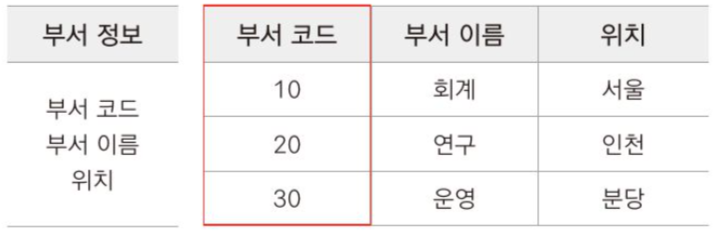 부서 정보
부서 코드
부서 이름
위치
부서 코드 부서 이름 위치
10 회계 서울
20 연구 인천
30 운영 분당